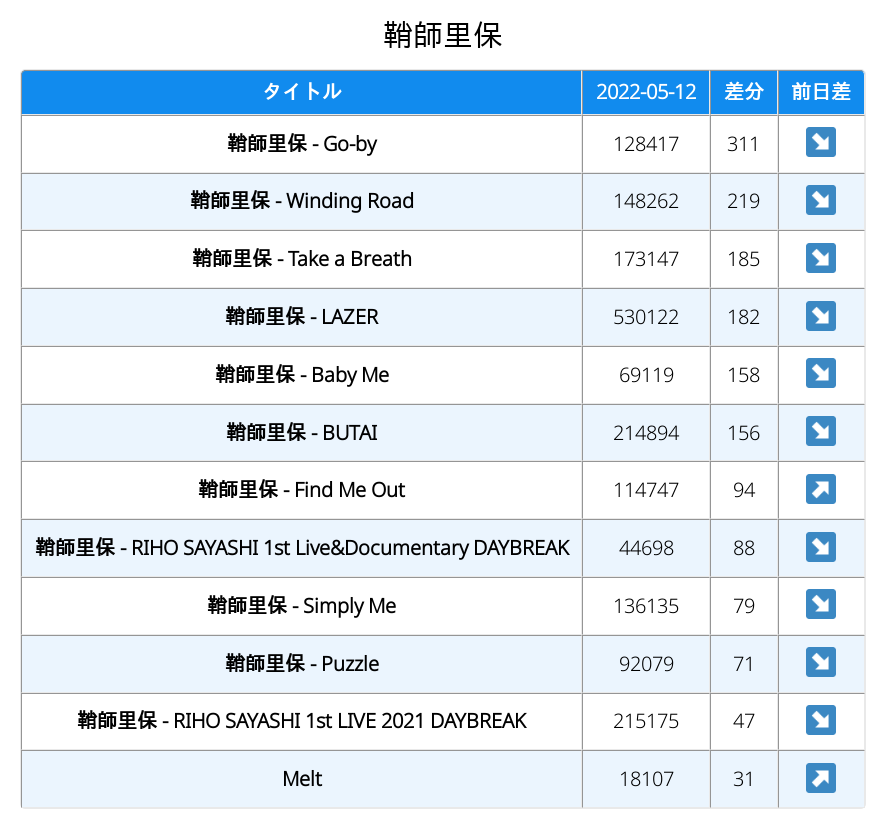 鞘師里保
タイトル 2022-05-12 差分 前日差
鞘師里保 - Go-by 128417 311 ↘
鞘師里保 - Winding Road 148262 219 ↘
鞘師里保 - Take a Breath 173147 185 ↘
鞘師里保 - LAZER 530122 182 ↘
鞘師里保 - Baby Me 69119 158 ↘
鞘師里保 - BUTAI 214894 156 ↘
鞘師里保 - Find Me Out 114747 94 ↗
鞘師里保 - RIHO SAYASHI 1st Live&Documentary DAYBREAK 44698 88 ↘
鞘師里保 - Simply Me 136135 79 ↘
鞘師里保 - Puzzle 92079 71 ↘
鞘師里保 - RIHO SAYASHI 1st LIVE 2021 DAYBREAK 215175 47 ↘
Melt 18107 31 ↗